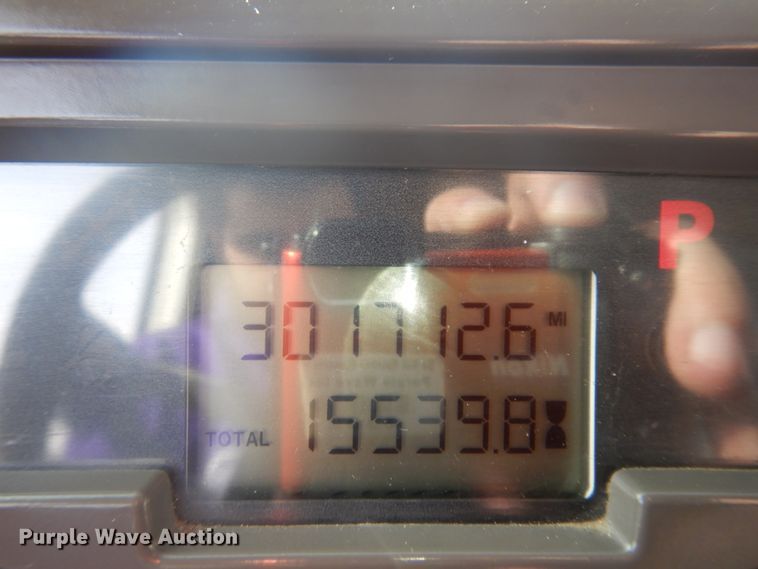 P
301712.6 MI
TOTAL 15539.8
Purple Wave Auction